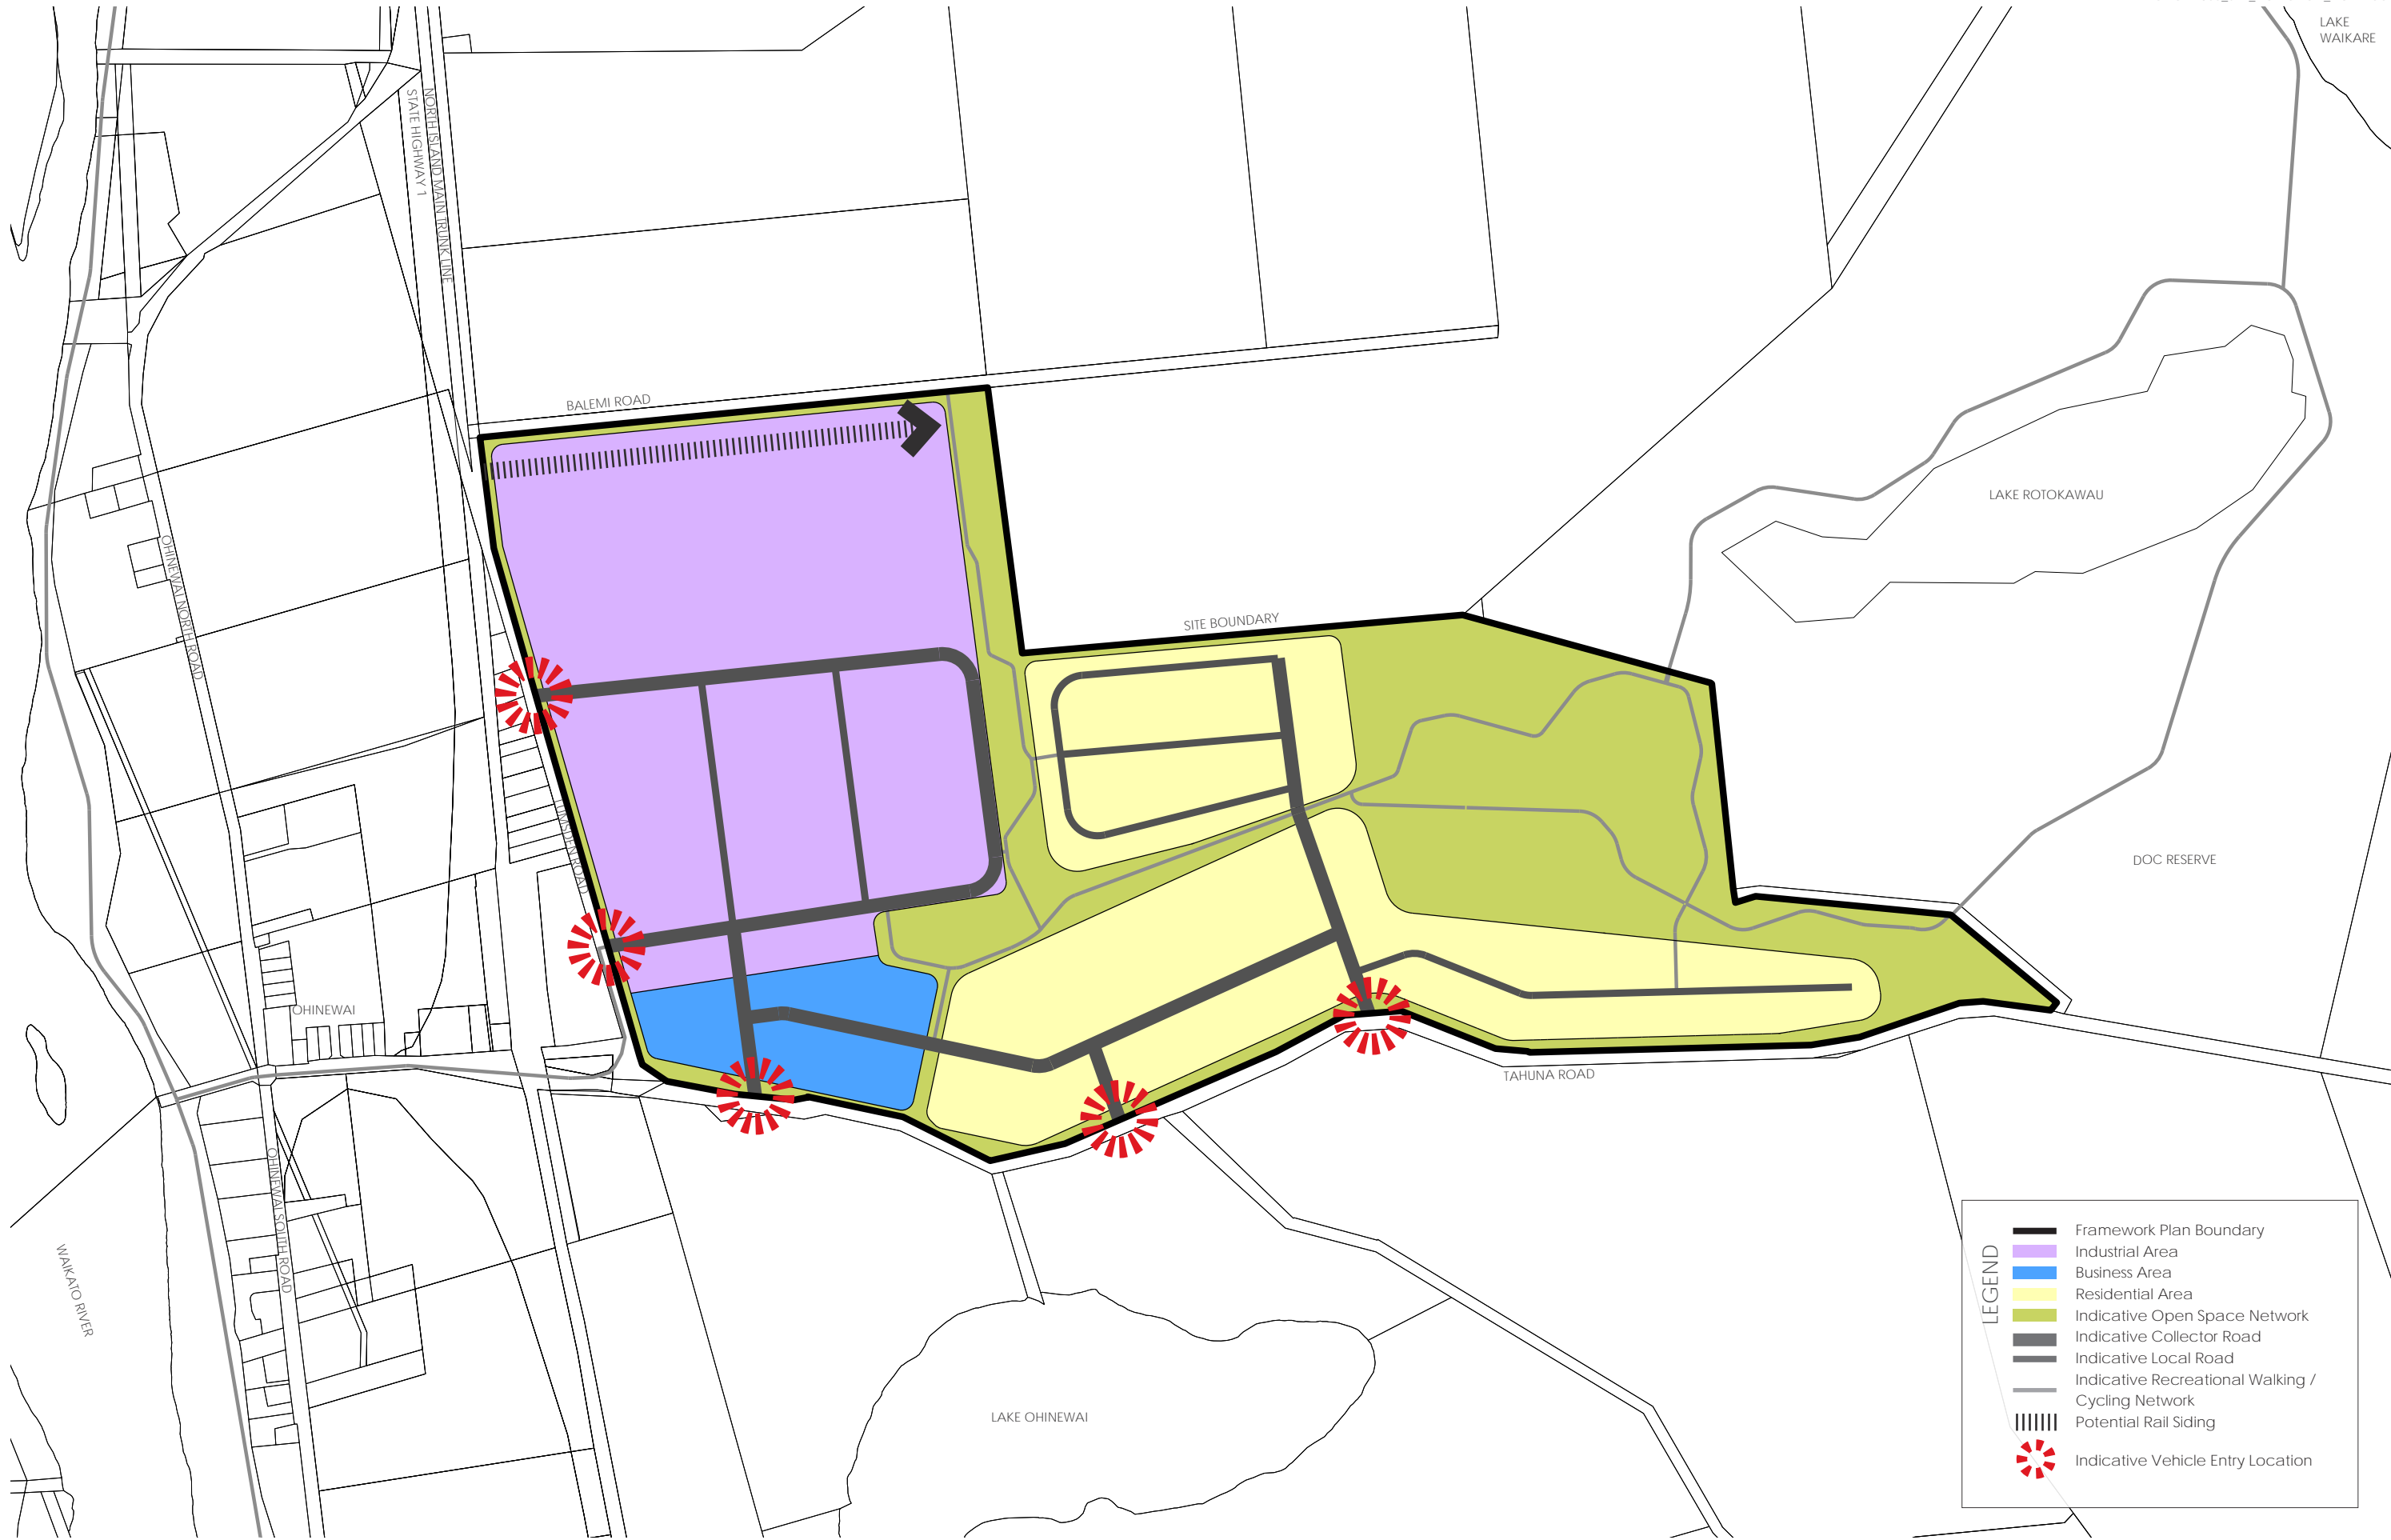 LAKE
WAIKARE
NORTH ISLAND MAIN TRUNK LINE
STATE HIGHWAY 1
BALEMI ROAD
LAKE ROTOKAWAU
OHINEWAI NORTH ROAD
SITE BOUNDARY
LUMSDEN ROAD
DOC RESERVE
OHINEWAI
TAHUNA ROAD
OHINEWAI SOUTH ROAD
WAIKATO RIVER
LAKE OHINEWAI
LEGEND
Framework Plan Boundary
Industrial Area
Business Area
Residential Area
Indicative Open Space Network
Indicative Collector Road
Indicative Local Road
Indicative Recreational Walking /
Cycling Network
Potential Rail Siding
Indicative Vehicle Entry Location